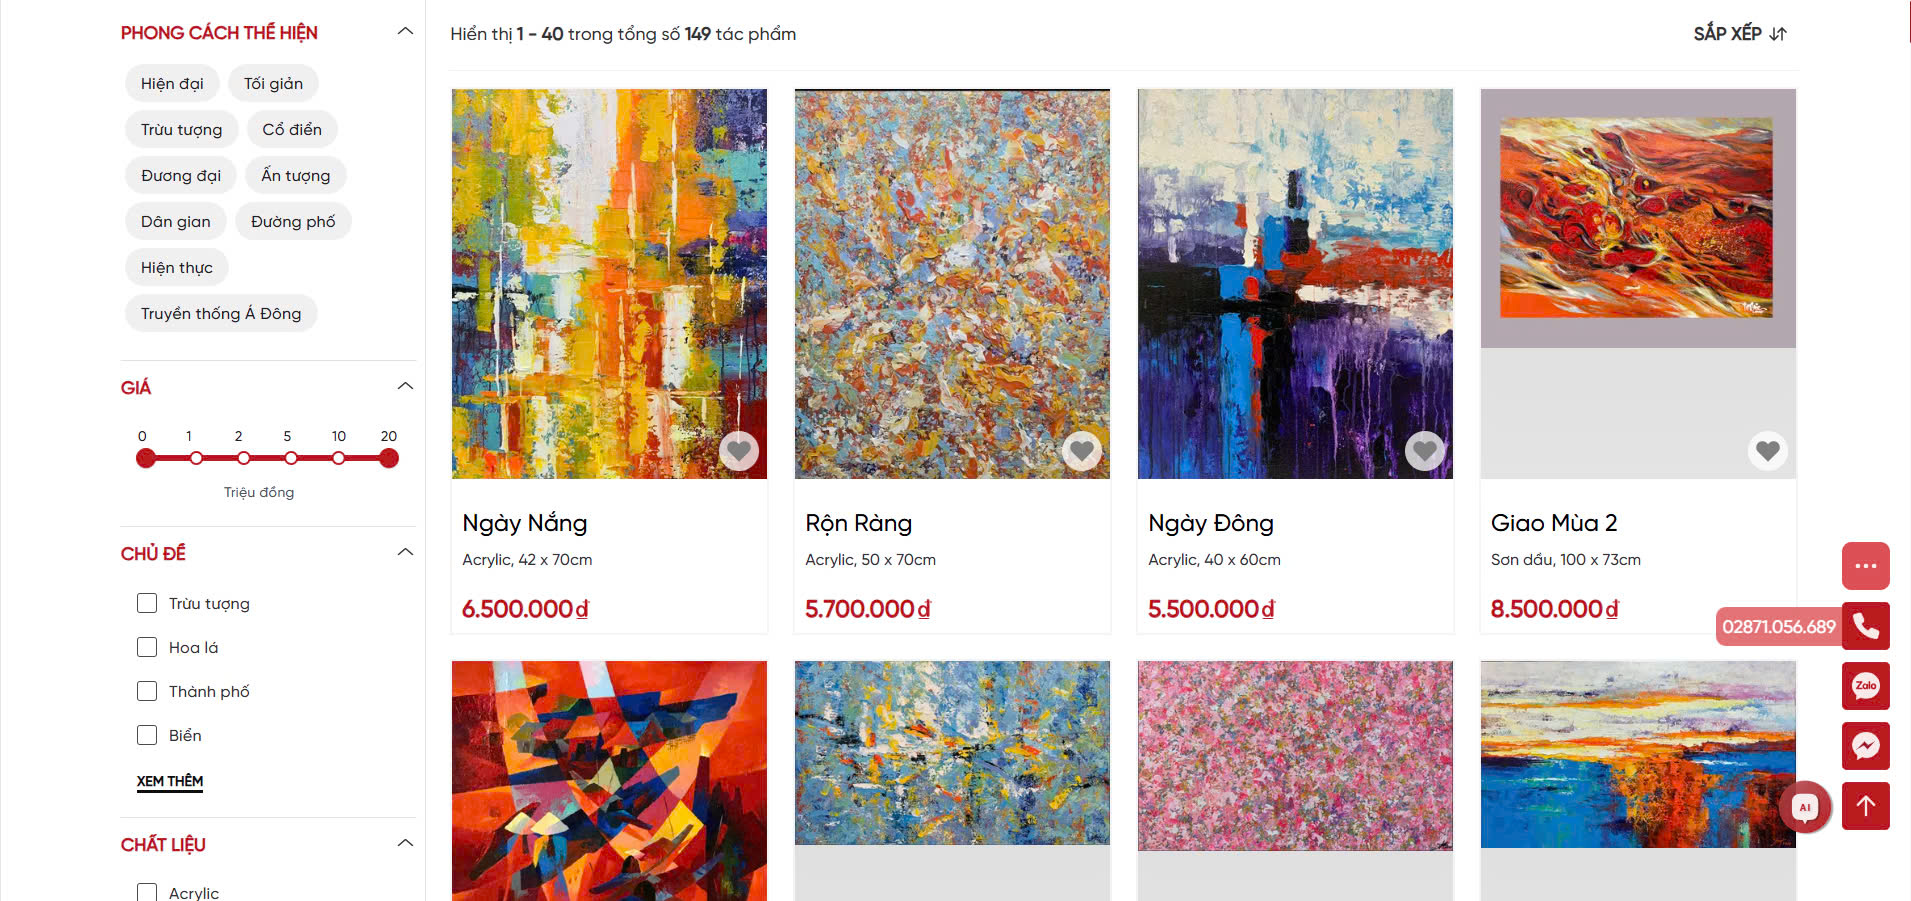 PHONG CÁCH THỂ HIỆN
Hiện đại
Tối giản
Trừu tượng
Cổ điển
Đương đại
Ấn tượng
Dân gian
Đường phố
Hiện thực
Truyền thống Á Đông
GIÁ
0 1 2 5 10 20
Triệu đồng
CHỦ ĐỀ
Trừu tượng
Hoa lá
Thành phố
Biển
XEM THÊM
CHẤT LIỆU
Acrylic
Hiển thị 1 - 40 trong tổng số 149 tác phẩm
SẮP XẾP
Ngày Nắng
Acrylic, 42 x 70cm
6.500.000₫
Rộn Ràng
Acrylic, 50 x 70cm
5.700.000₫
Ngày Đông
Acrylic, 40 x 60cm
5.500.000₫
Giao Mùa 2
Sơn dầu, 100 x 73cm
8.500.000₫
02871.056.689
Zalo
AI